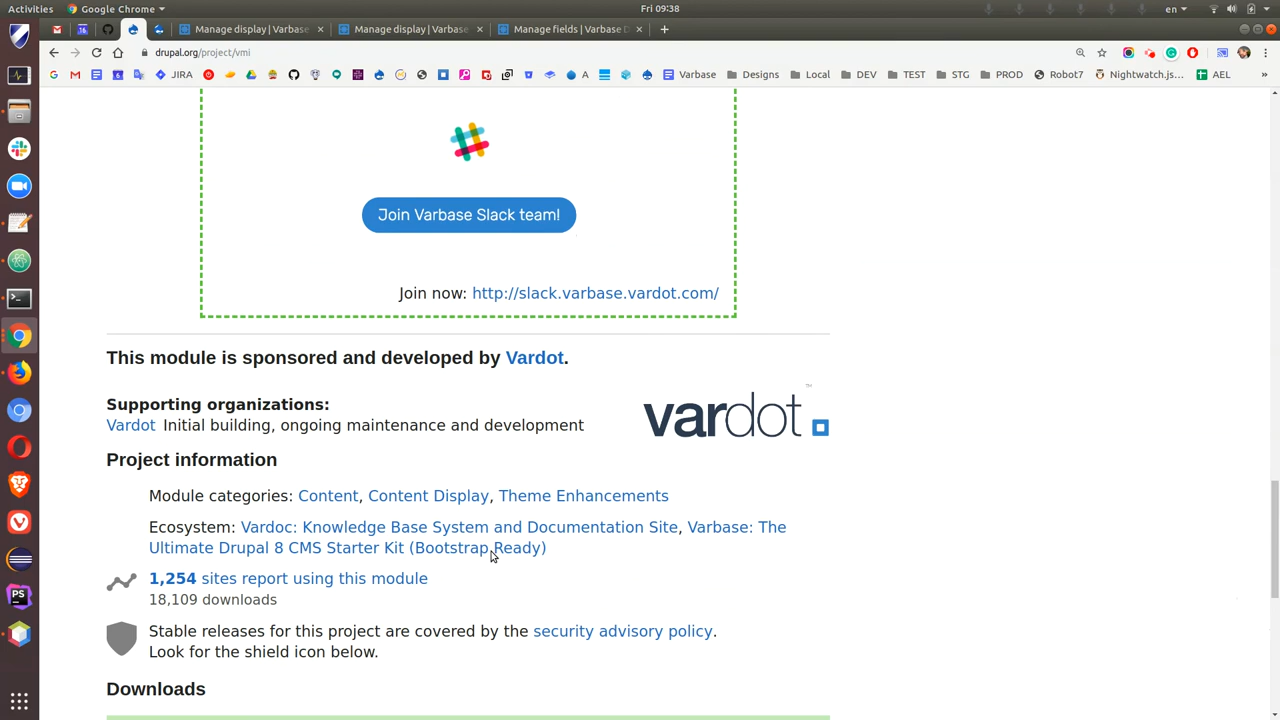 Activities
Google Chrome
Fri 09:38
en
Manage display | Varbase
Manage display | Varbase
Manage fields | Varbase D
drupal.org/project/vmi
JIRA
A
Varbase
Designs
Local
DEV
TEST
STG
PROD
Robot7
Nightwatch.js...
AEL
Join Varbase Slack team!
Join now: http://slack.varbase.vardot.com/
This module is sponsored and developed by Vardot.
Supporting organizations:
Vardot Initial building, ongoing maintenance and development
vardot
TM
Project information
Module categories: Content, Content Display, Theme Enhancements
Ecosystem: Vardoc: Knowledge Base System and Documentation Site, Varbase: The
Ultimate Drupal 8 CMS Starter Kit (Bootstrap Ready)
1,254 sites report using this module
18,109 downloads
Stable releases for this project are covered by the security advisory policy.
Look for the shield icon below.
Downloads